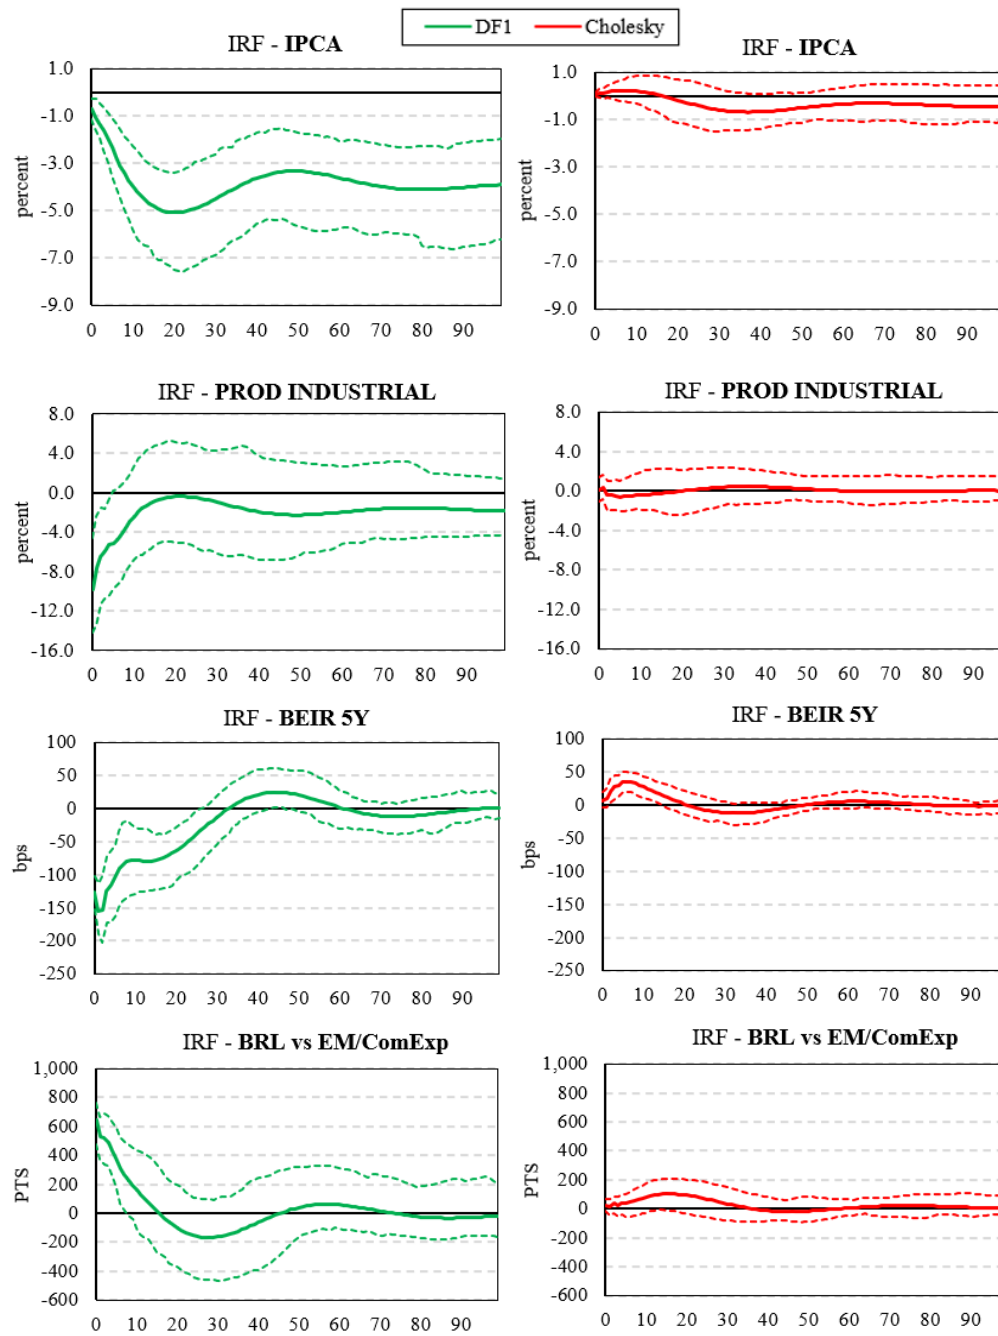 DF1 Cholesky
IRF - IPCA
1.0
-1.0
-3.0
-5.0
-7.0
-9.0
percent
0 10 20 30 40 50 60 70 80 90
IRF - IPCA
1.0
-1.0
-3.0
-5.0
-7.0
-9.0
percent
0 10 20 30 40 50 60 70 80 90
IRF - PROD INDUSTRIAL
8.0
4.0
0.0
-4.0
-8.0
-12.0
-16.0
percent
0 10 20 30 40 50 60 70 80 90
IRF - PROD INDUSTRIAL
8.0
4.0
0.0
-4.0
-8.0
-12.0
-16.0
percent
0 10 20 30 40 50 60 70 80 90
IRF - BEIR 5Y
100
50
0
-50
-100
-150
-200
-250
bps
0 10 20 30 40 50 60 70 80 90
IRF - BEIR 5Y
100
50
0
-50
-100
-150
-200
-250
bps
0 10 20 30 40 50 60 70 80 90
IRF - BRL vs EM/ComExp
1,000
800
600
400
200
0
-200
-400
-600
PTS
0 10 20 30 40 50 60 70 80 90
IRF - BRL vs EM/ComExp
1,000
800
600
400
200
0
-200
-400
-600
PTS
0 10 20 30 40 50 60 70 80 90